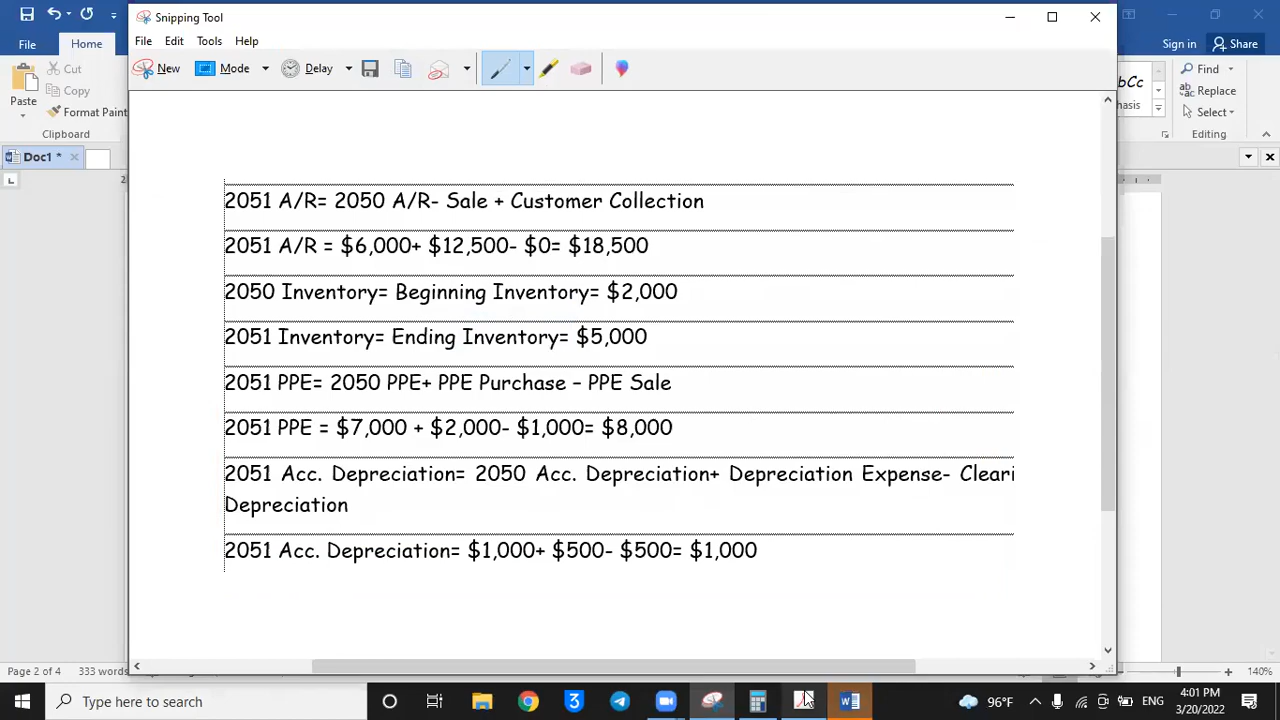 Snipping Tool
File Home
Sign in Share
File Edit Tools Help
New Mode Delay
Cut
Copy
Paste
Format Paint
Clipboard
Find
Replace
Select
Editing
bCc
hasis
Doc1 *
2
2051 A/R= 2050 A/R- Sale + Customer Collection
2051 A/R = $6,000+ $12,500- $0= $18,500
2050 Inventory= Beginning Inventory= $2,000
2051 Inventory= Ending Inventory= $5,000
2051 PPE= 2050 PPE+ PPE Purchase – PPE Sale
2051 PPE = $7,000 + $2,000- $1,000= $8,000
2051 Acc. Depreciation= 2050 Acc. Depreciation+ Depreciation Expense- Cleari
Depreciation
2051 Acc. Depreciation= $1,000+ $500- $500= $1,000
Page 2 of 4 333 words
140%
Type here to search
96°F ENG 4:01 PM
3/20/2022